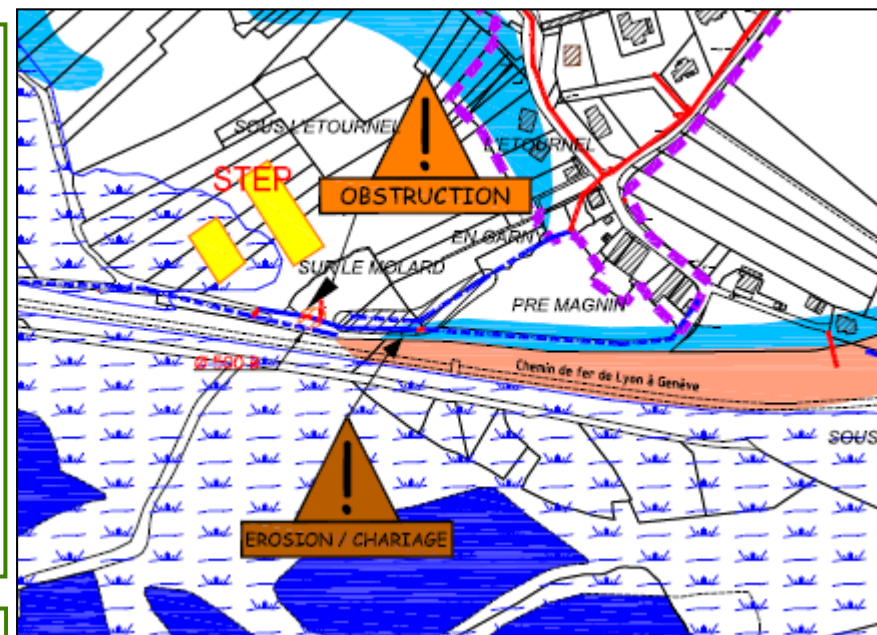 SOUS L'ETOURNEL
!
L'ETOURNEL
STEP
OBSTRUCTION
EN GARNY
SUR LE MOLARD
PRE MAGNIN
Ø 500 B
Chemin de fer de Lyon à Genève
SOUS
!
EROSION / CHARIAGE